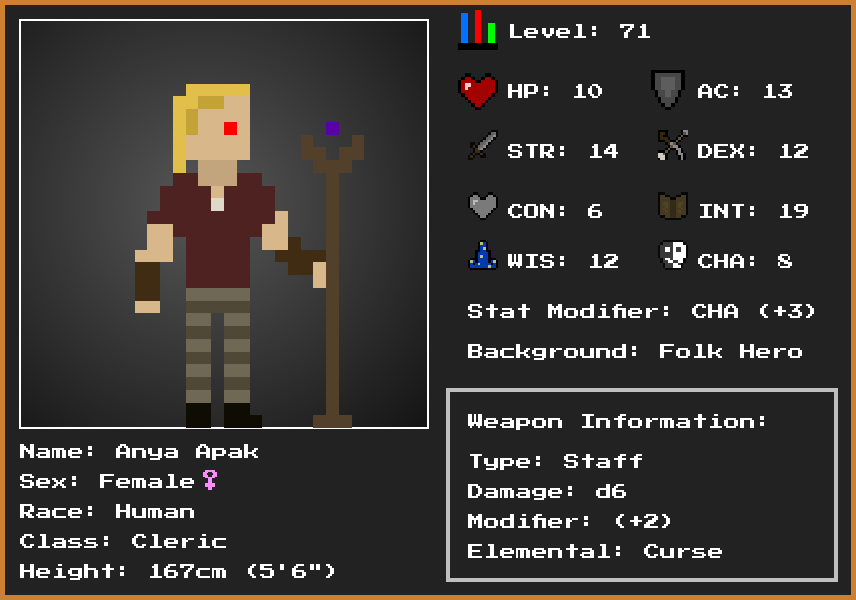 Level: 71
HP: 10 AC: 13
STR: 14 DEX: 12
CON: 6 INT: 19
WIS: 12 CHA: 8
Stat Modifier: CHA (+3)
Background: Folk Hero
Name: Anya Apak
Sex: Female♀
Race: Human
Class: Cleric
Height: 167cm (5'6")
Weapon Information:
Type: Staff
Damage: d6
Modifier: (+2)
Elemental: Curse